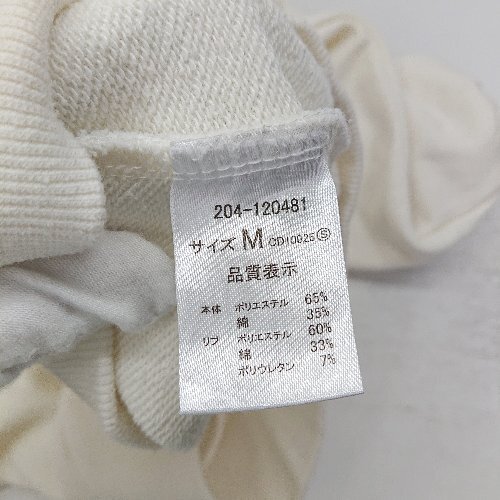 204-120481
サイズ M CD10025 Ⓢ
品質表示
本体 ポリエステル 65%
綿 35%
リブ ポリエステル 60%
綿 33%
ポリウレタン 7%